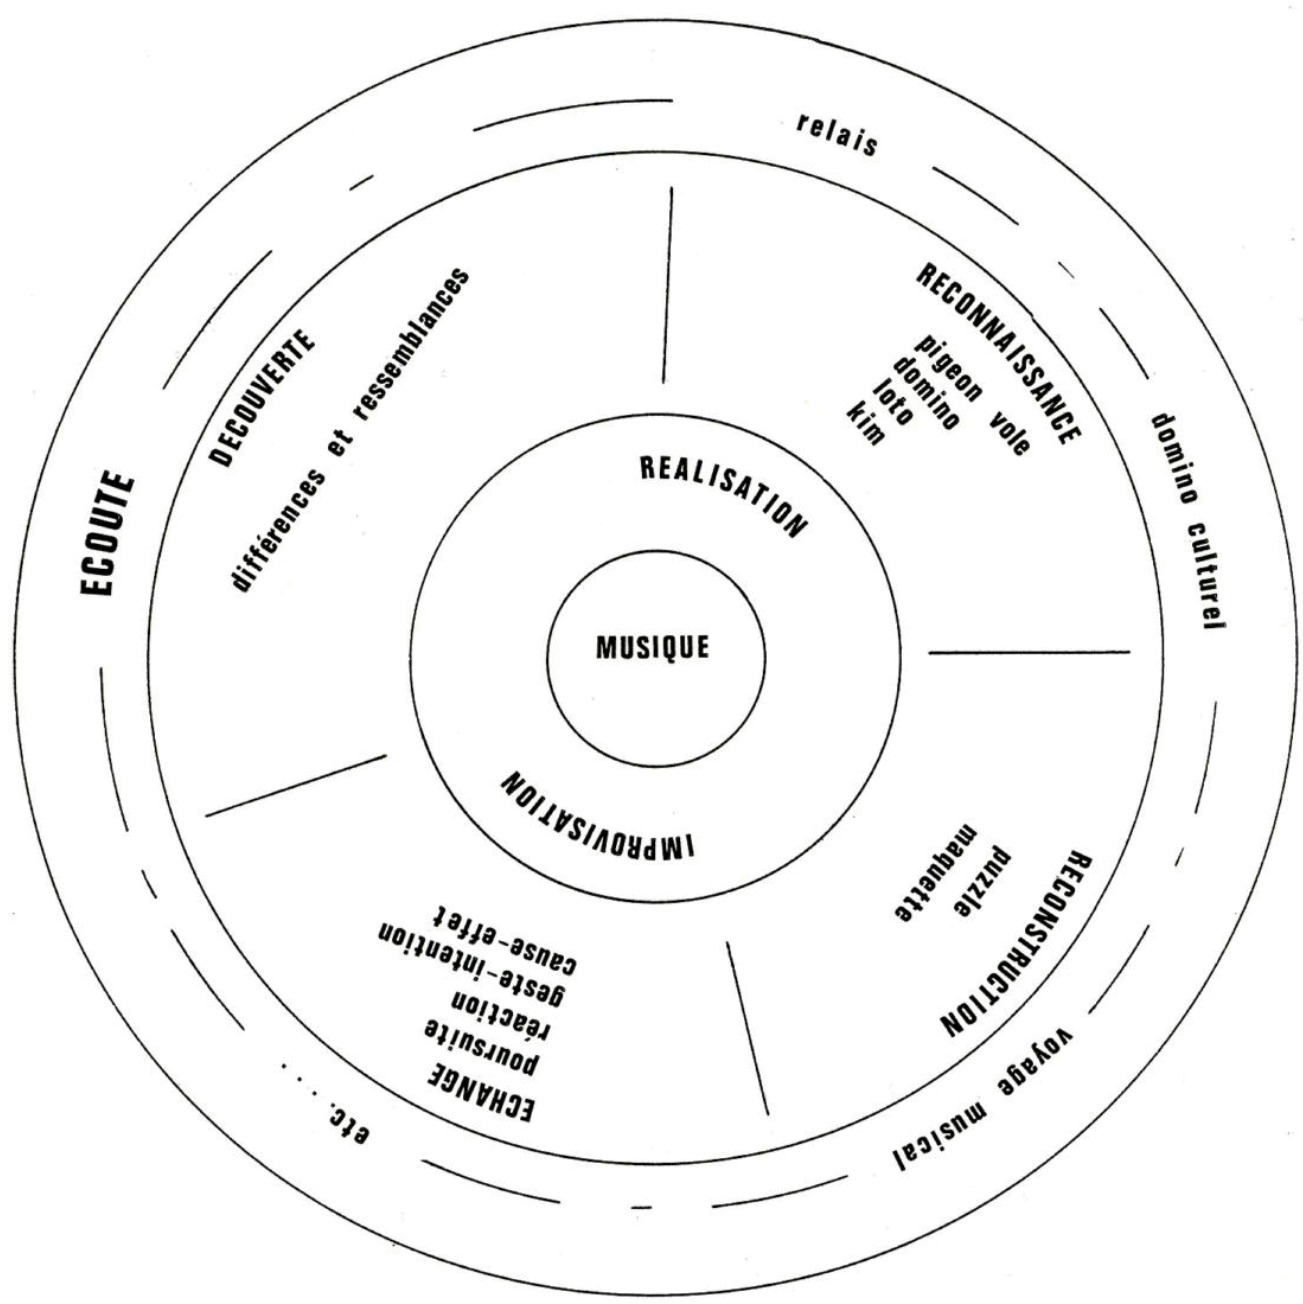 relais
RECONNAISSANCE
pigeon vole
domino
loto
kim
domino culturel
DECOUVERTE
différences et ressemblances
ECOUTE
REALISATION
MUSIQUE
IMPROVISATION
RECONSTRUCTION
puzzle
maquette
voyage musical
ECHANGE
poursuite
réaction
geste-intention
cause-effet
etc....